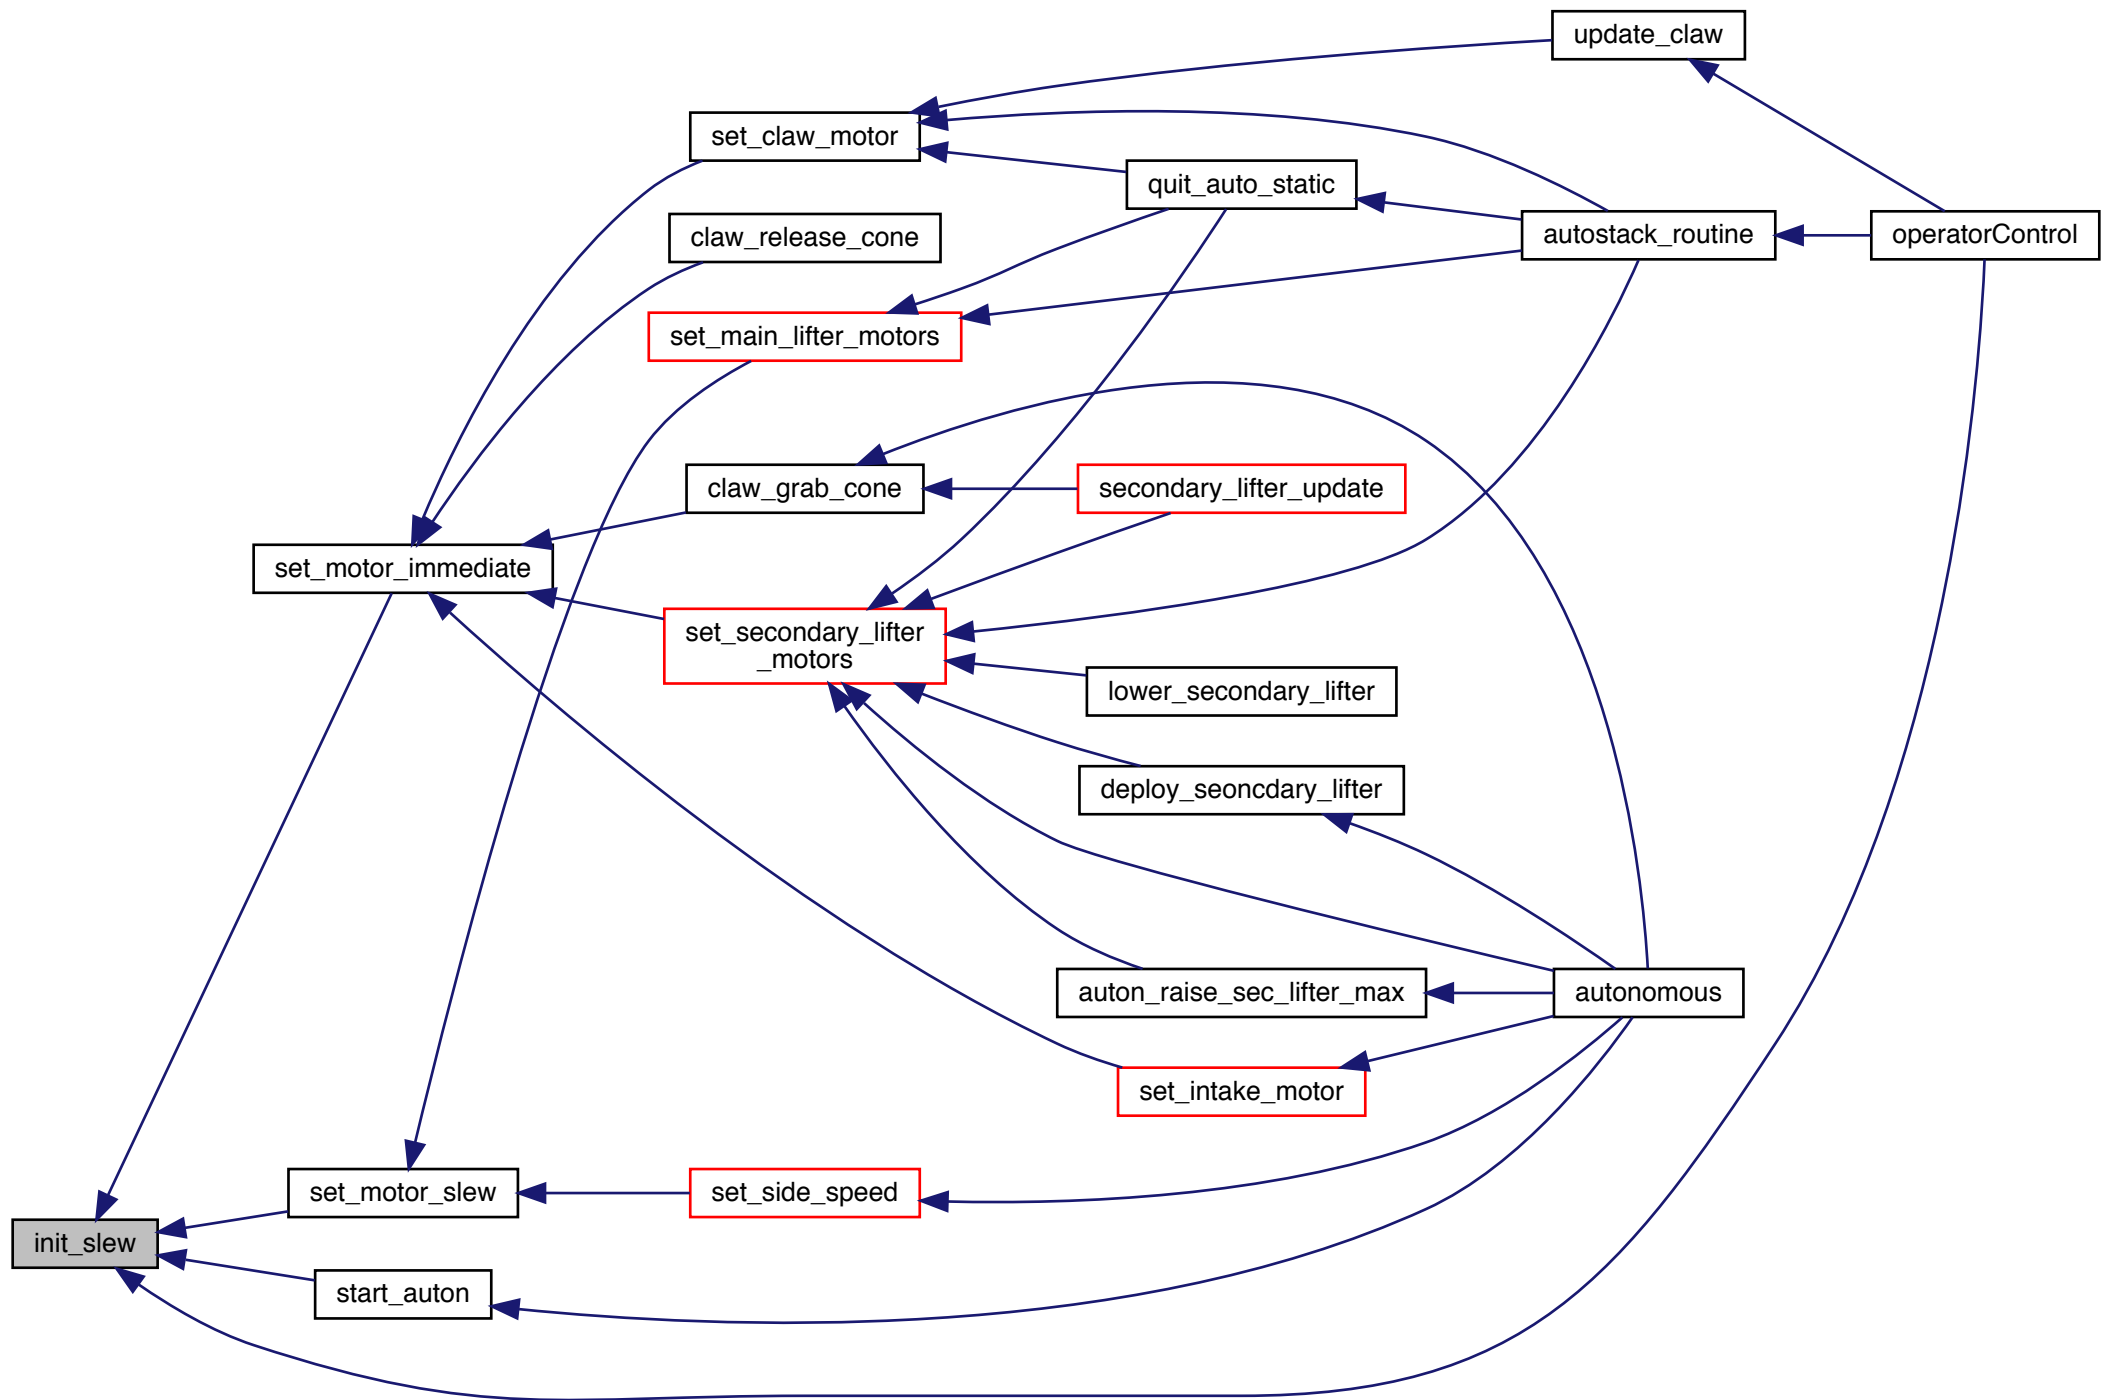 update_claw
set_claw_motor
quit_auto_static
claw_release_cone
autostack_routine
operatorControl
set_main_lifter_motors
claw_grab_cone
secondary_lifter_update
set_motor_immediate
set_secondary_lifter
_motors
lower_secondary_lifter
deploy_seoncdary_lifter
auton_raise_sec_lifter_max
autonomous
set_intake_motor
set_motor_slew
set_side_speed
init_slew
start_auton